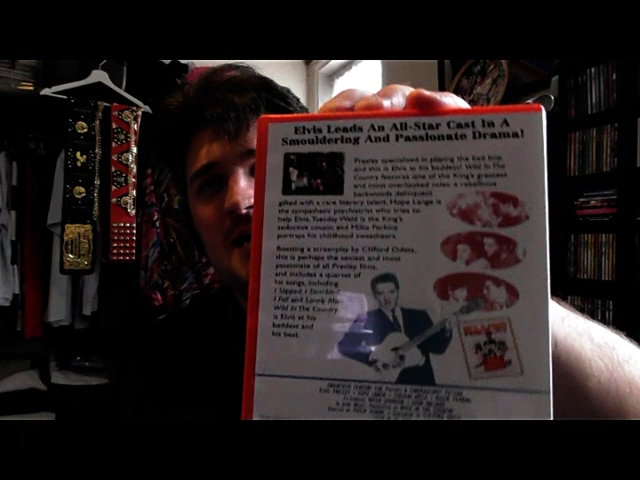 Elvis Leads An All-Star Cast In A
Smouldering And Passionate Drama!
Presley specialised in playing the bad boy,
and this is Elvis at his baddest! Wild In The
Country features one of the King's greatest
and most overlooked roles: a rebellious
backwoods delinquent
gifted with a rare literary talent. Hope Lange is
the sympathetic psychiatrist who tries to
help Elvis, Tuesday Weld is the King's
seductive cousin, and Millie Perkins
portrays his childhood sweetheart.
Boasting a screenplay by Clifford Odets,
this is perhaps the sexiest and most
passionate of all Presley films,
and includes a quartet of
his songs, including
I Slipped, I Stumbled,
I Fell and Lonely Man.
Wild In The Country
is Elvis at his
baddest and
his best.